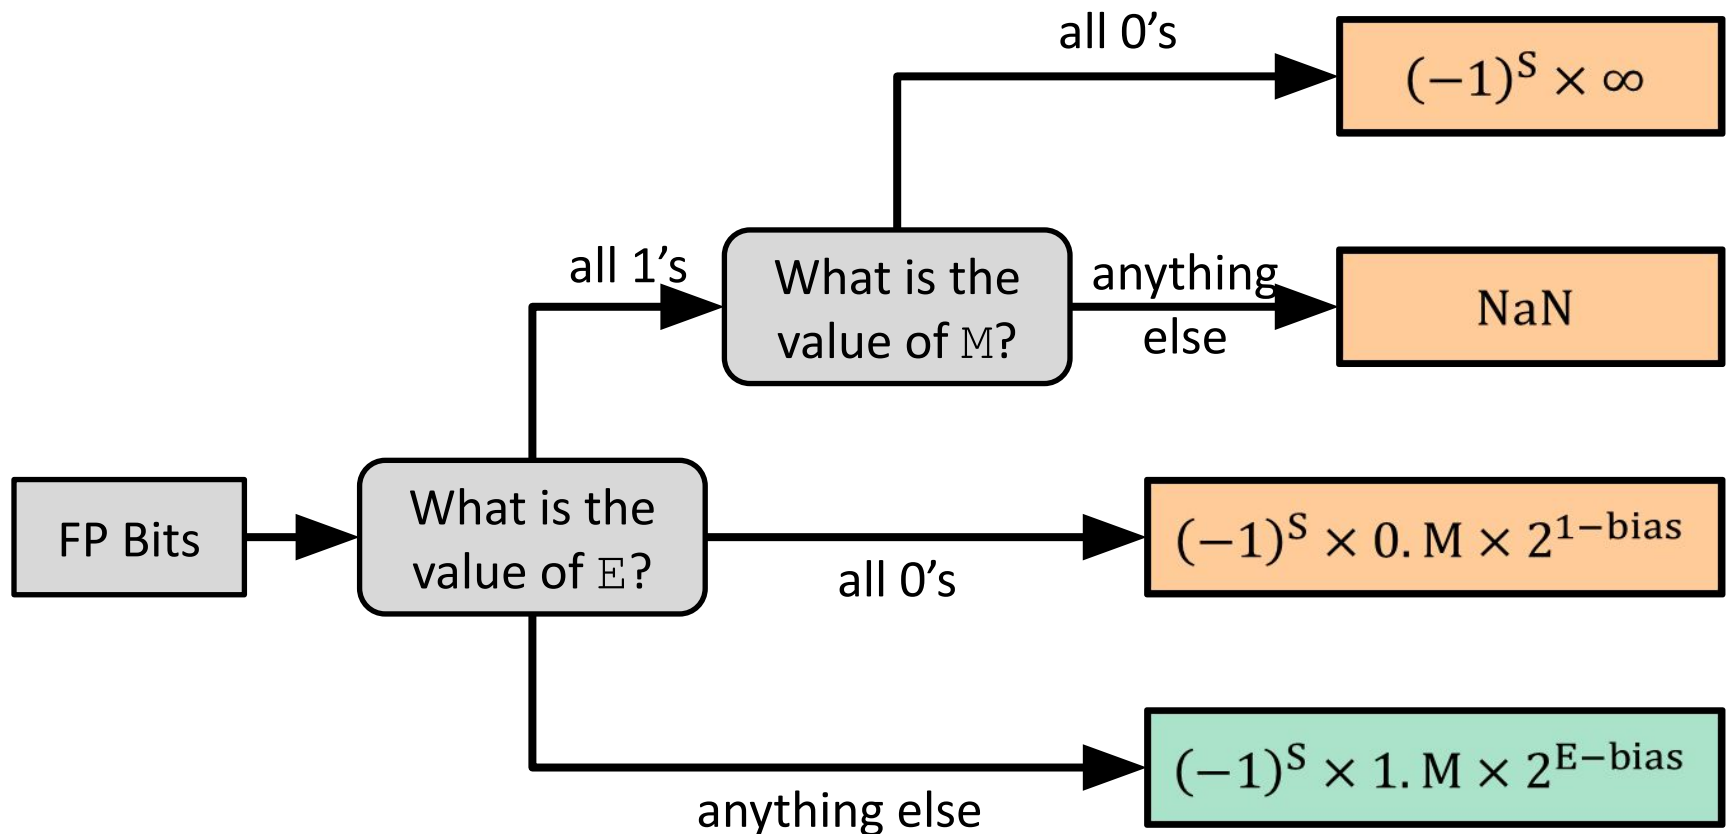 all 0's
(−1)^S × ∞
all 1's
What is the
value of M?
anything
else
NaN
FP Bits
What is the
value of E?
all 0's
(−1)^S × 0. M × 2^{1−bias}
anything else
(−1)^S × 1. M × 2^{E−bias}